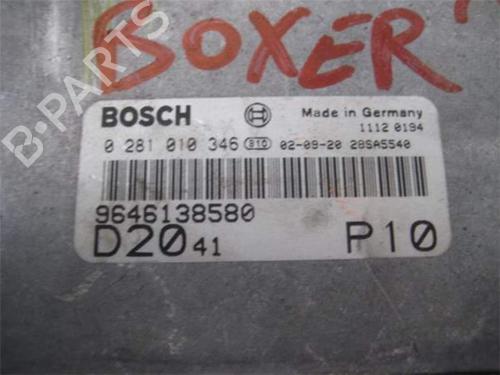 BOXER
B-PARTS
BOSCH
Made in Germany
1112 0194
0 281 010 346 B10 02-09-20 28SA5540
9646138580
D20 41 P10